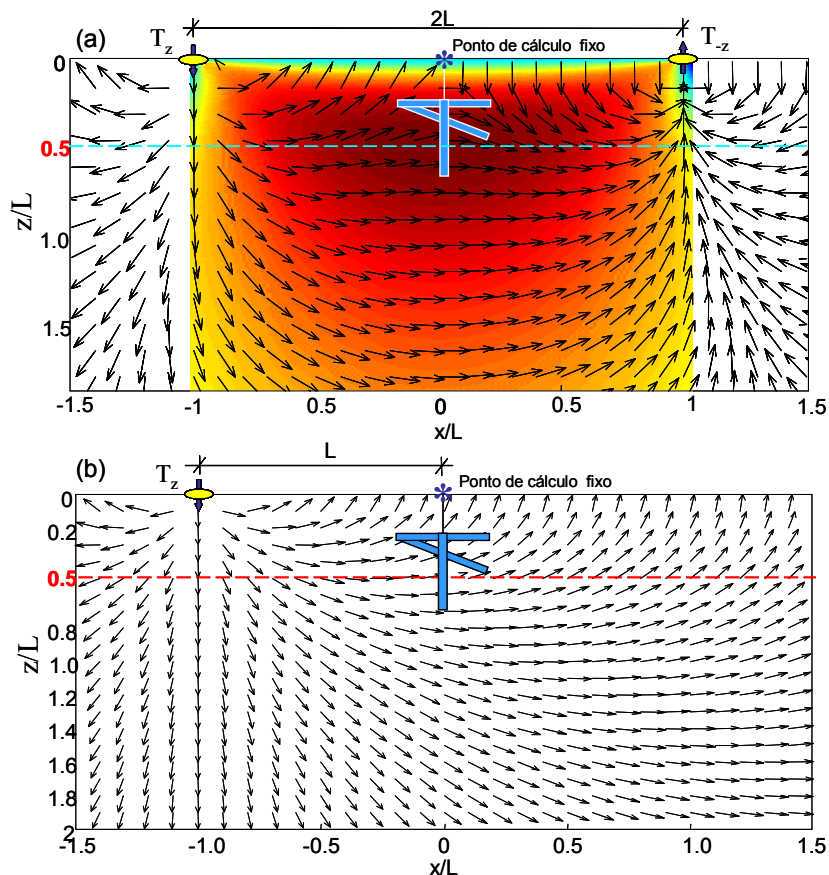 2L
(a)
T_z
Ponto de cálculo fixo
T_-z
0
0.5
1.0
1.5
z/L
-1.5 -1 0.5 0 0.5 1 1.5
x/L
L
(b)
T_z
Ponto de cálculo fixo
0
0.2
0.5
0.8
1.0
1.2
1.4
1.6
1.8
2
z/L
-1.5 -1.0 -0.5 0 0.5 1.0 1.5
x/L